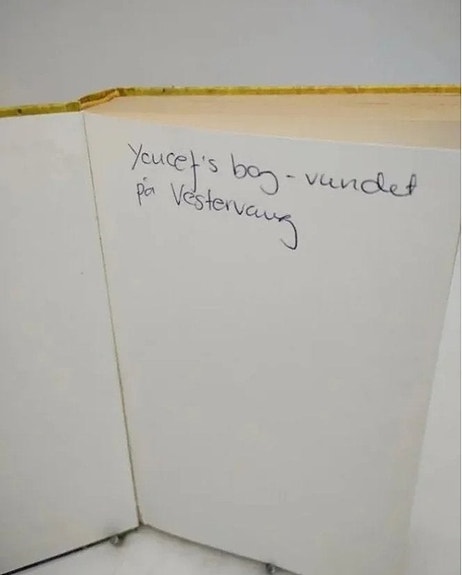 Youcef's bog - vundet
på Vestervang